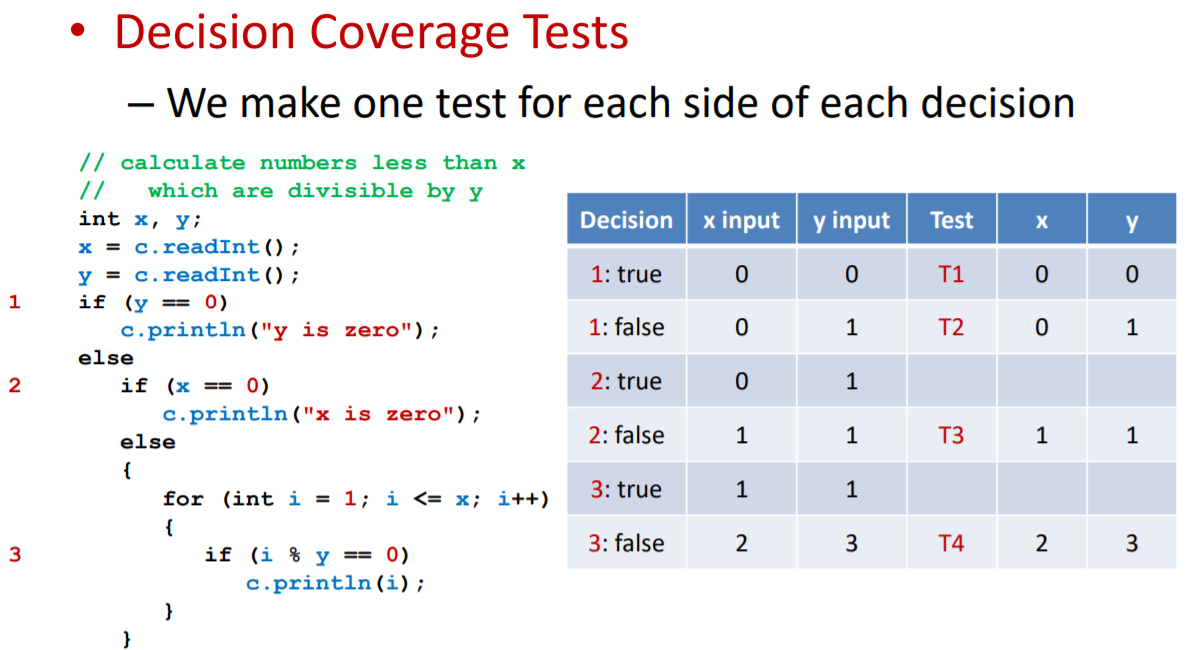 • Decision Coverage Tests
– We make one test for each side of each decision
// calculate numbers less than x
//   which are divisible by y
int x, y;
x = c.readInt();
y = c.readInt();
1 if (y == 0)
c.println("y is zero");
else
2 if (x == 0)
c.println("x is zero");
else
{
for (int i = 1; i <= x; i++)
{
3 if (i % y == 0)
c.println(i);
}
}
Decision x input y input Test x y
1: true 0 0 T1 0 0
1: false 0 1 T2 0 1
2: true 0 1
2: false 1 1 T3 1 1
3: true 1 1
3: false 2 3 T4 2 3